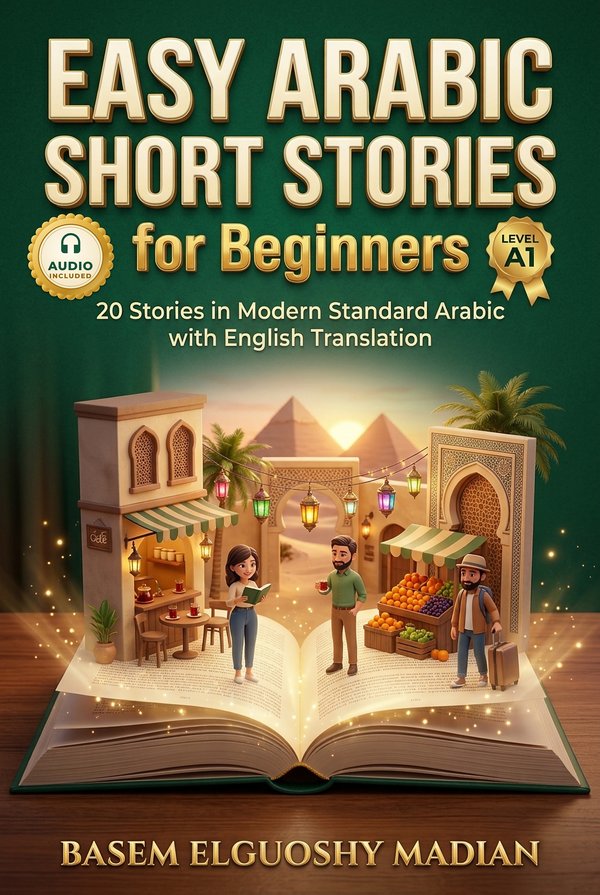 EASY ARABIC
SHORT STORIES
for Beginners
AUDIO
INCLUDED
LEVEL
A1
20 Stories in Modern Standard Arabic
with English Translation
BASEM ELGUOSHY MADIAN